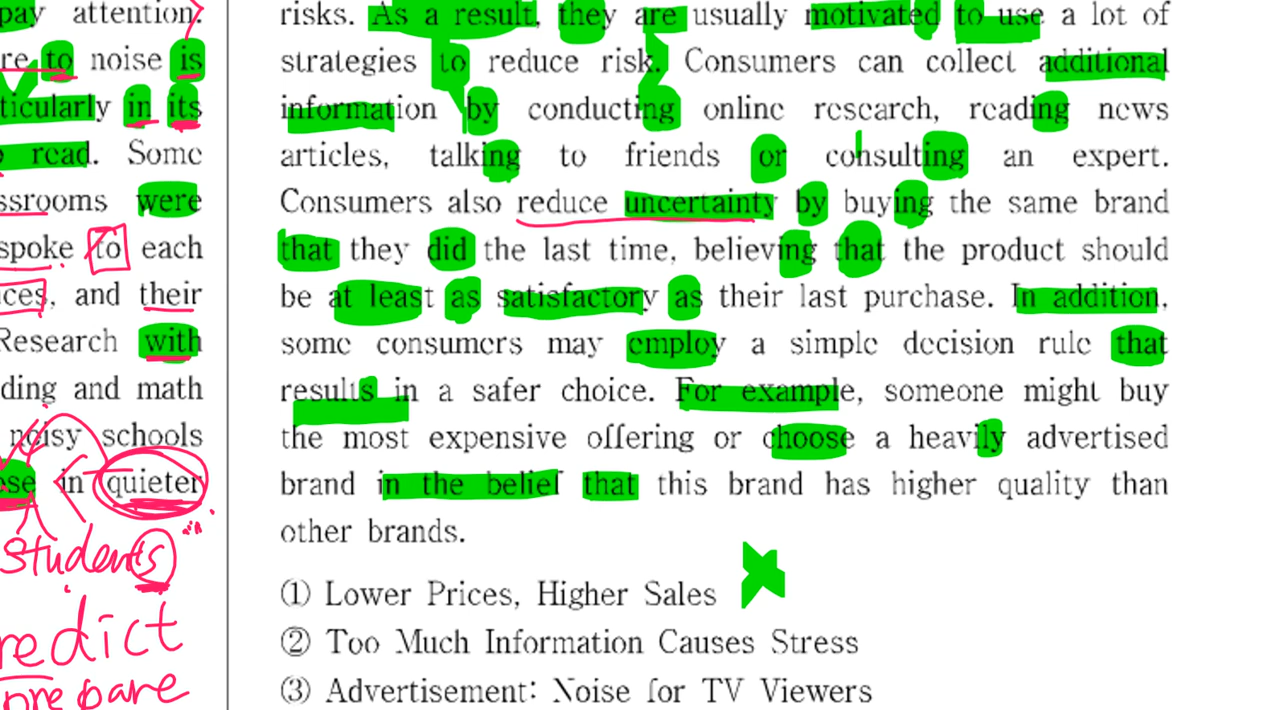 pay attention.
re to noise is
ticularly in its
read. Some
ssrooms were
spoke to each
ces, and their
Research with
ding and math
noisy schools
ose in quieter
students
redict
prepare
risks. As a result, they are usually motivated to use a lot of
strategies to reduce risk. Consumers can collect additional
information by conducting online research, reading news
articles, talking to friends or consulting an expert.
Consumers also reduce uncertainty by buying the same brand
that they did the last time, believing that the product should
be at least as satisfactory as their last purchase. In addition,
some consumers may employ a simple decision rule that
results in a safer choice. For example, someone might buy
the most expensive offering or choose a heavily advertised
brand in the belief that this brand has higher quality than
other brands.
① Lower Prices, Higher Sales
② Too Much Information Causes Stress
③ Advertisement: Noise for TV Viewers